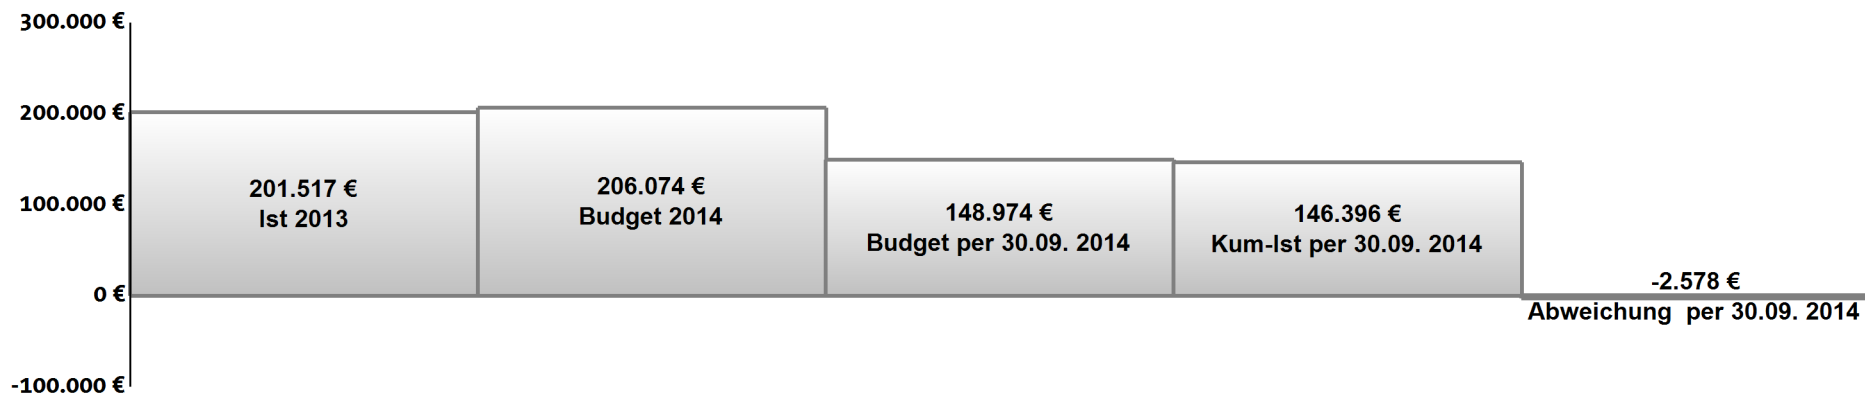 300.000 €
200.000 €
100.000 €
0 €
-100.000 €
201.517 €
Ist 2013
206.074 €
Budget 2014
148.974 €
Budget per 30.09. 2014
146.396 €
Kum-Ist per 30.09. 2014
-2.578 €
Abweichung  per 30.09. 2014